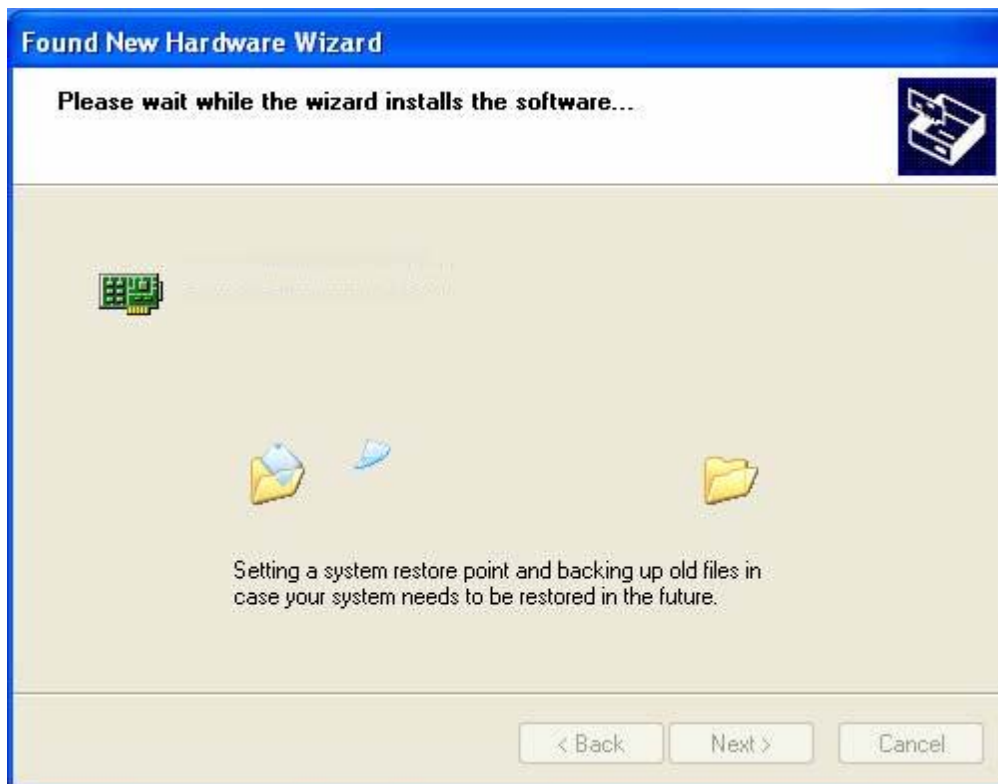 Found New Hardware Wizard
Please wait while the wizard installs the software...
Setting a system restore point and backing up old files in
case your system needs to be restored in the future.
< Back
Next >
Cancel